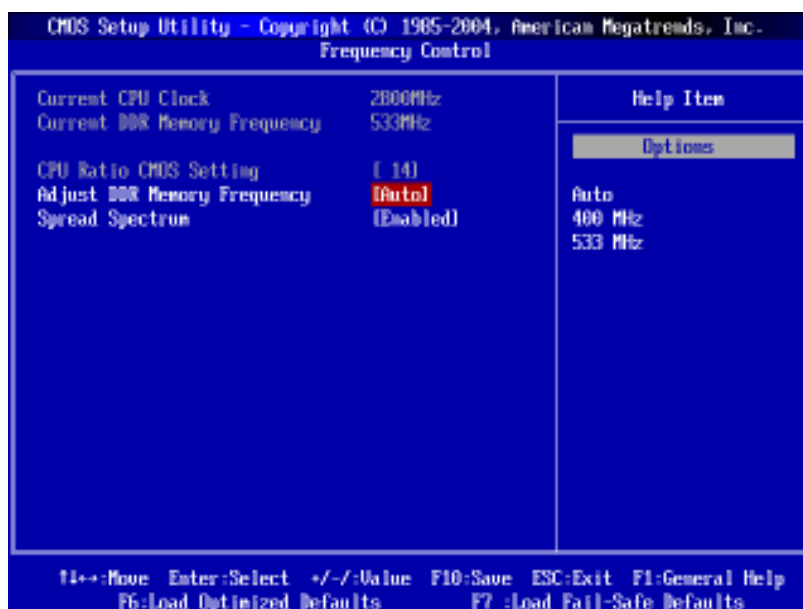 CMOS Setup Utility - Copyright (C) 1985-2004, American Megatrends, Inc.
Frequency Control
Current CPU Clock 2800MHz
Current DDR Memory Frequency 533MHz
CPU Ratio CMOS Setting [ 14]
Adjust DDR Memory Frequency [Auto]
Spread Spectrum [Enabled]
Help Item
Options
Auto
400 MHz
533 MHz
↑↓↔:Move Enter:Select +/-/:Value F10:Save ESC:Exit F1:General Help
F6:Load Optimized Defaults F7 :Load Fail-Safe Defaults